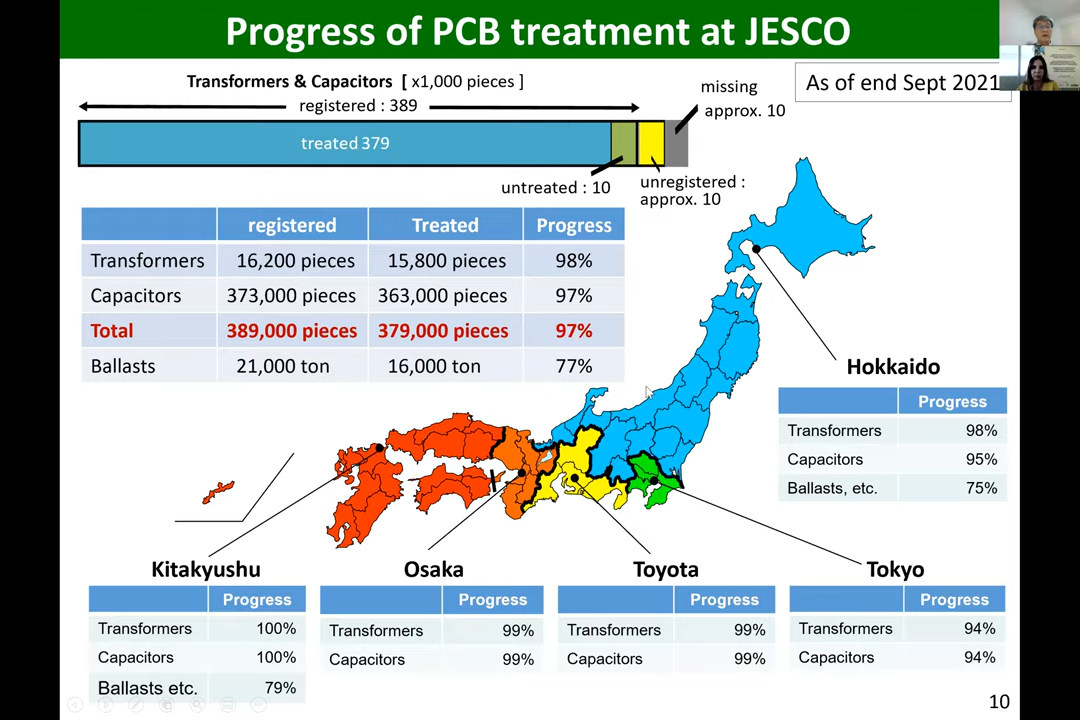 Progress of PCB treatment at JESCO
Transformers & Capacitors [ x1,000 pieces ]
As of end Sept 2021
registered : 389
missing
approx. 10
treated 379
untreated : 10
unregistered :
approx. 10
registered Treated Progress
Transformers 16,200 pieces 15,800 pieces 98%
Capacitors 373,000 pieces 363,000 pieces 97%
Total 389,000 pieces 379,000 pieces 97%
Ballasts 21,000 ton 16,000 ton 77%
Hokkaido
Progress
Transformers 98%
Capacitors 95%
Ballasts, etc. 75%
Kitakyushu
Progress
Transformers 100%
Capacitors 100%
Ballasts etc. 79%
Osaka
Progress
Transformers 99%
Capacitors 99%
Toyota
Progress
Transformers 99%
Capacitors 99%
Tokyo
Progress
Transformers 94%
Capacitors 94%
10